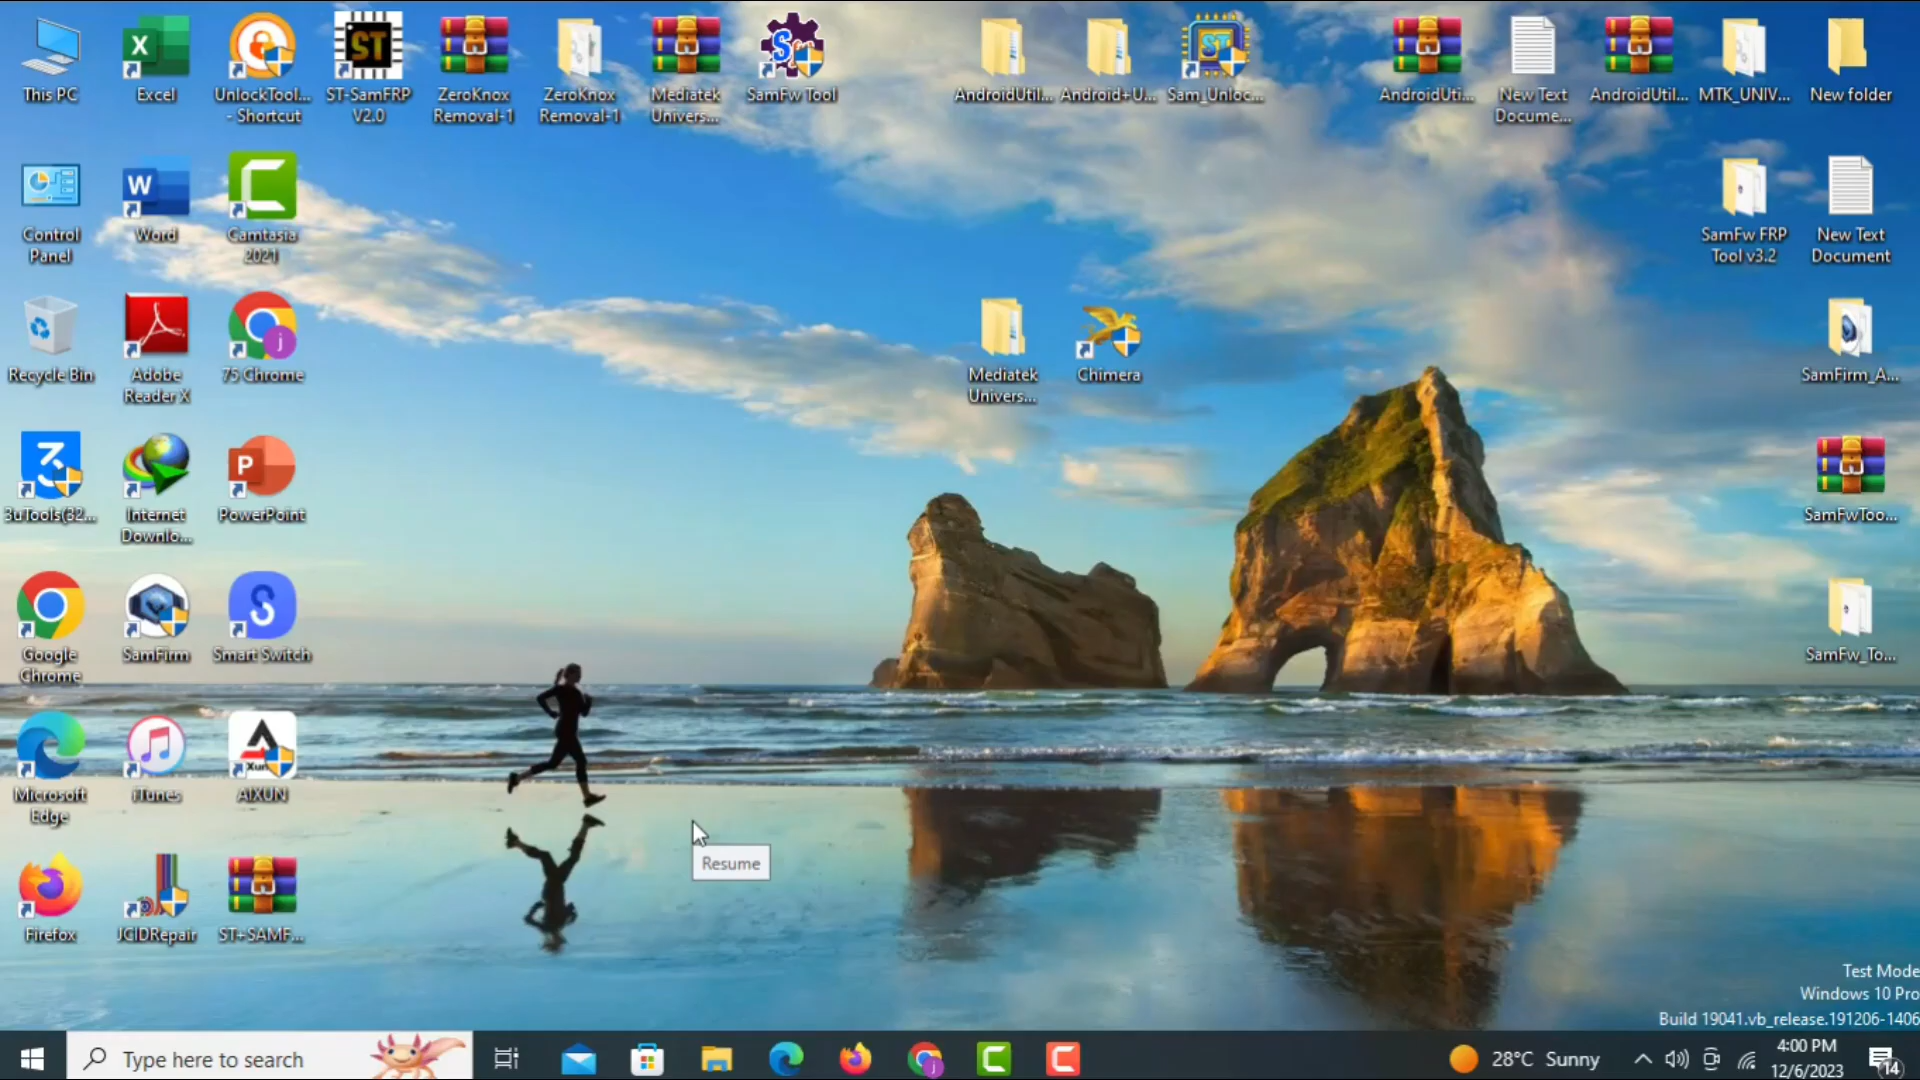 This PC
Excel
UnlockTool...
- Shortcut
ST-SamFRP
V2.0
ZeroKnox
Removal-1
ZeroKnox
Removal-1
Mediatek
Univers...
SamFw Tool
AndroidUtil...
Android+U...
Sam_Unloc...
AndroidUti...
New Text
Docume...
AndroidUtil...
MTK_UNIV...
New folder
Control
Panel
Word
Camtasia
2021
SamFw FRP
Tool v3.2
New Text
Document
Recycle Bin
Adobe
Reader X
75 Chrome
Mediatek
Univers...
Chimera
SamFirm_A...
3uTools(32...
Internet
Downlo...
PowerPoint
SamFwToo...
Google
Chrome
SamFirm
Smart Switch
SamFw_To...
Microsoft
Edge
iTunes
Xun
AIXUN
Resume
Firefox
JCIDRepair
ST+SAMF...
Test Mode
Windows 10 Pro
Build 19041.vb_release.191206-1406
Type here to search
28°C Sunny
4:00 PM
12/6/2023
14